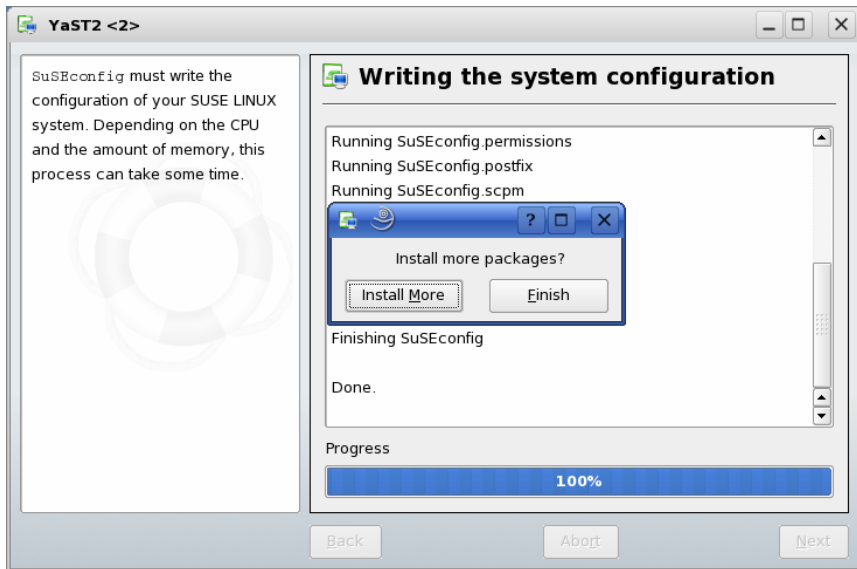 YaST2 <2>
SuSEconfig must write the
configuration of your SUSE LINUX
system. Depending on the CPU
and the amount of memory, this
process can take some time.
Writing the system configuration
Running SuSEconfig.permissions
Running SuSEconfig.postfix
Running SuSEconfig.scpm
?
Install more packages?
Install More Finish
Finishing SuSEconfig
Done.
Progress
100%
Back Abort Next